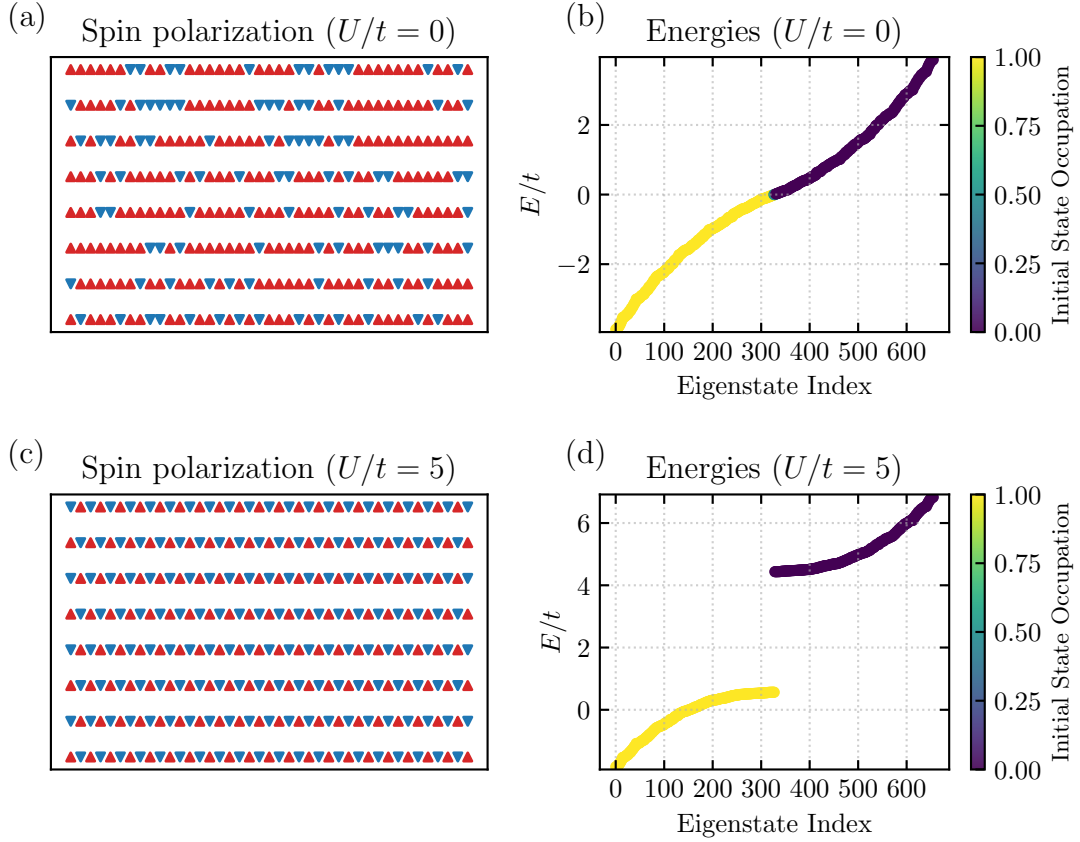 (a)
Spin polarization (U/t = 0)
(b)
Energies (U/t = 0)
2
0
−2
E/t
0 100 200 300 400 500 600
Eigenstate Index
1.00
0.75
0.50
0.25
0.00
Initial State Occupation
(c)
Spin polarization (U/t = 5)
(d)
Energies (U/t = 5)
6
4
2
0
E/t
0 100 200 300 400 500 600
Eigenstate Index
1.00
0.75
0.50
0.25
0.00
Initial State Occupation